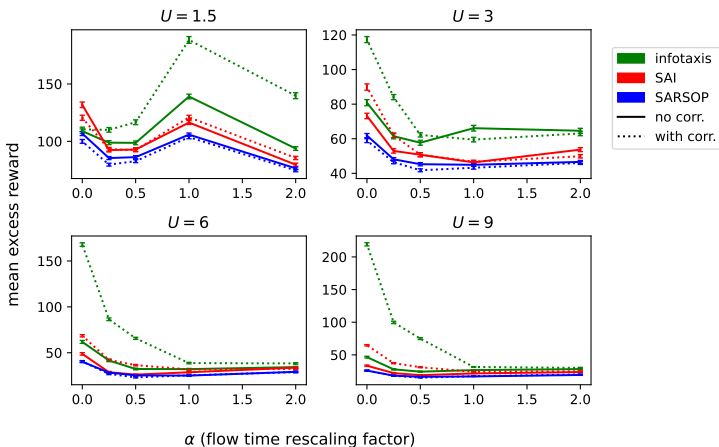 U = 1.5
U = 3
150
100
0.0 0.5 1.0 1.5 2.0
120
100
80
60
40
0.0 0.5 1.0 1.5 2.0
infotaxis
SAI
SARSOP
no corr.
with corr.
mean excess reward
U = 6
U = 9
150
100
50
0.0 0.5 1.0 1.5 2.0
200
150
100
50
0.0 0.5 1.0 1.5 2.0
α (flow time rescaling factor)